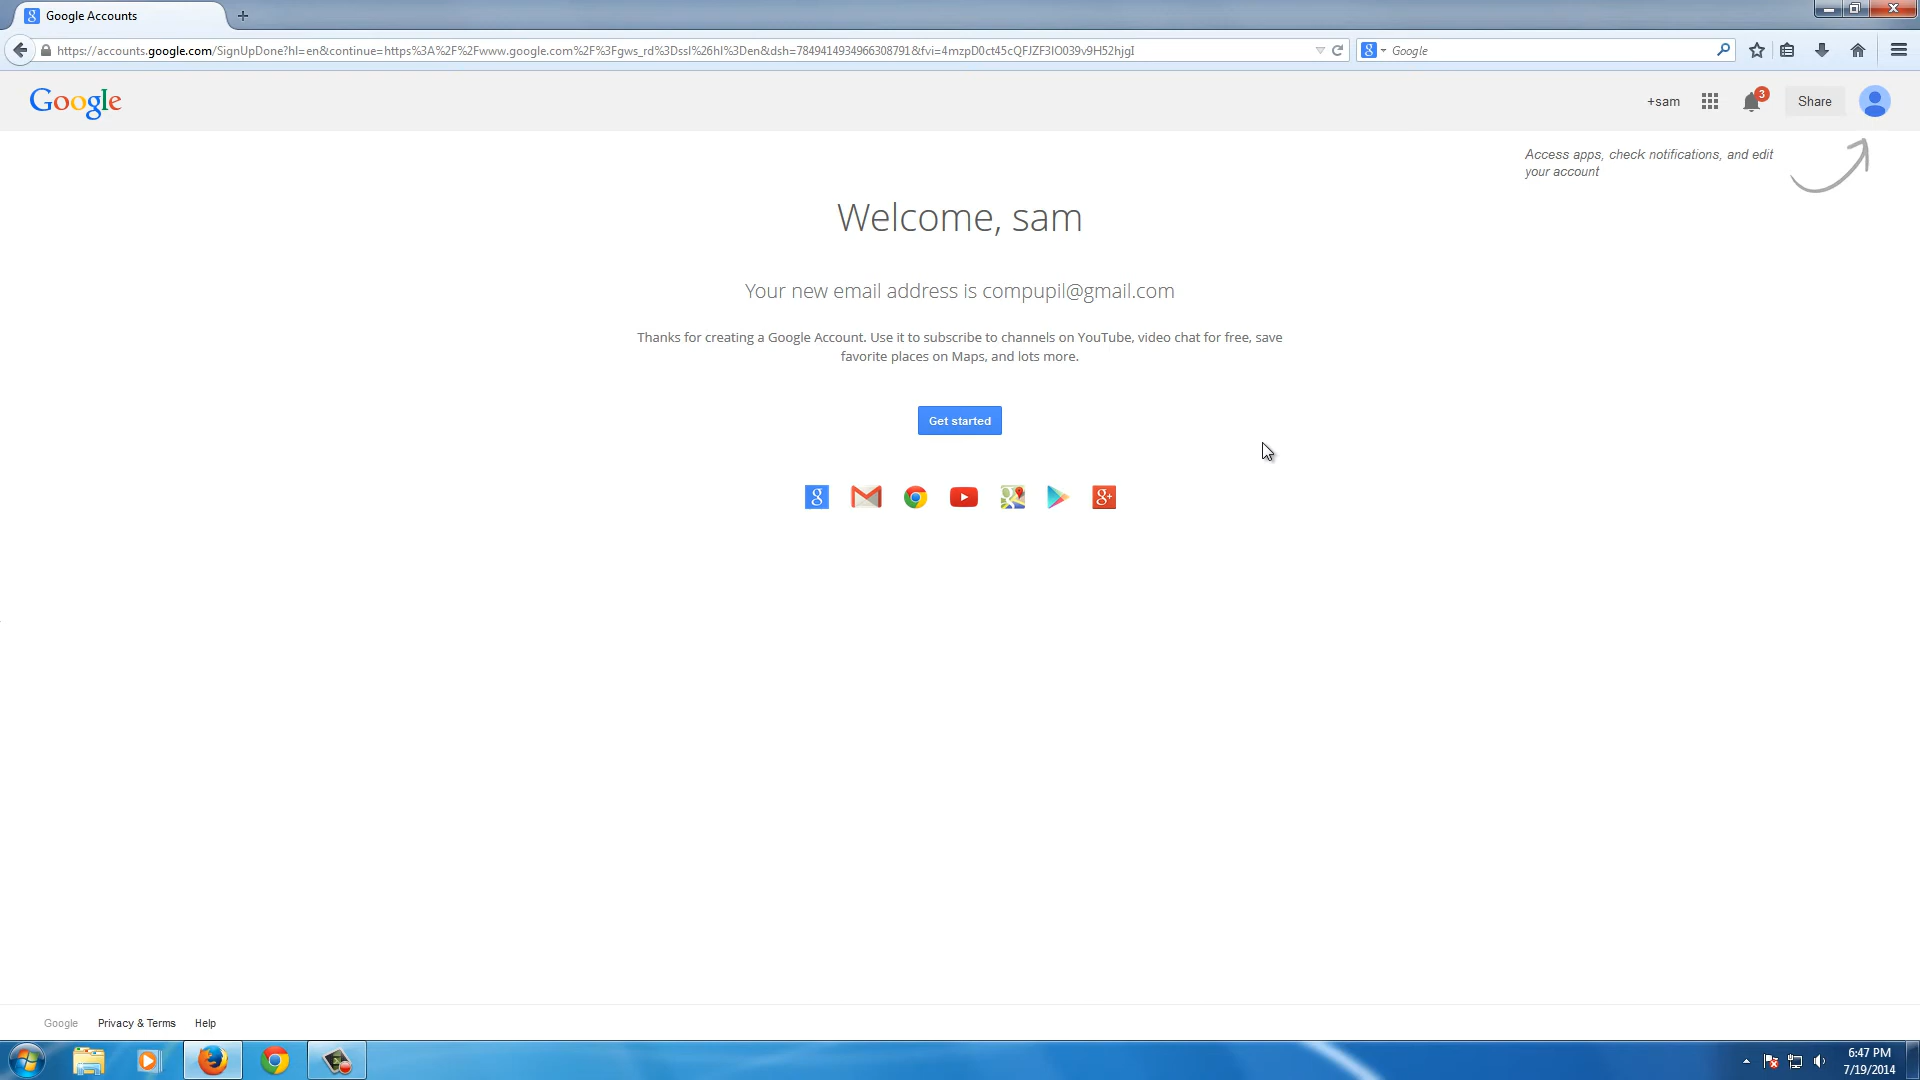 Google Accounts
https://accounts.google.com/SignUpDone?hl=en&continue=https%3A%2F%2Fwww.google.com%2F%3Fgws_rd%3Dssl%26hl%3Den&dsh=7849414934966308791&fvi=4mzpD0ct45cQFJZF3IO039v9H52hjgI
Google
Google
+sam
3
Share
Access apps, check notifications, and edit
your account
Welcome, sam
Your new email address is compupil@gmail.com
Thanks for creating a Google Account. Use it to subscribe to channels on YouTube, video chat for free, save
favorite places on Maps, and lots more.
Get started
Google Privacy & Terms Help
6:47 PM
7/19/2014